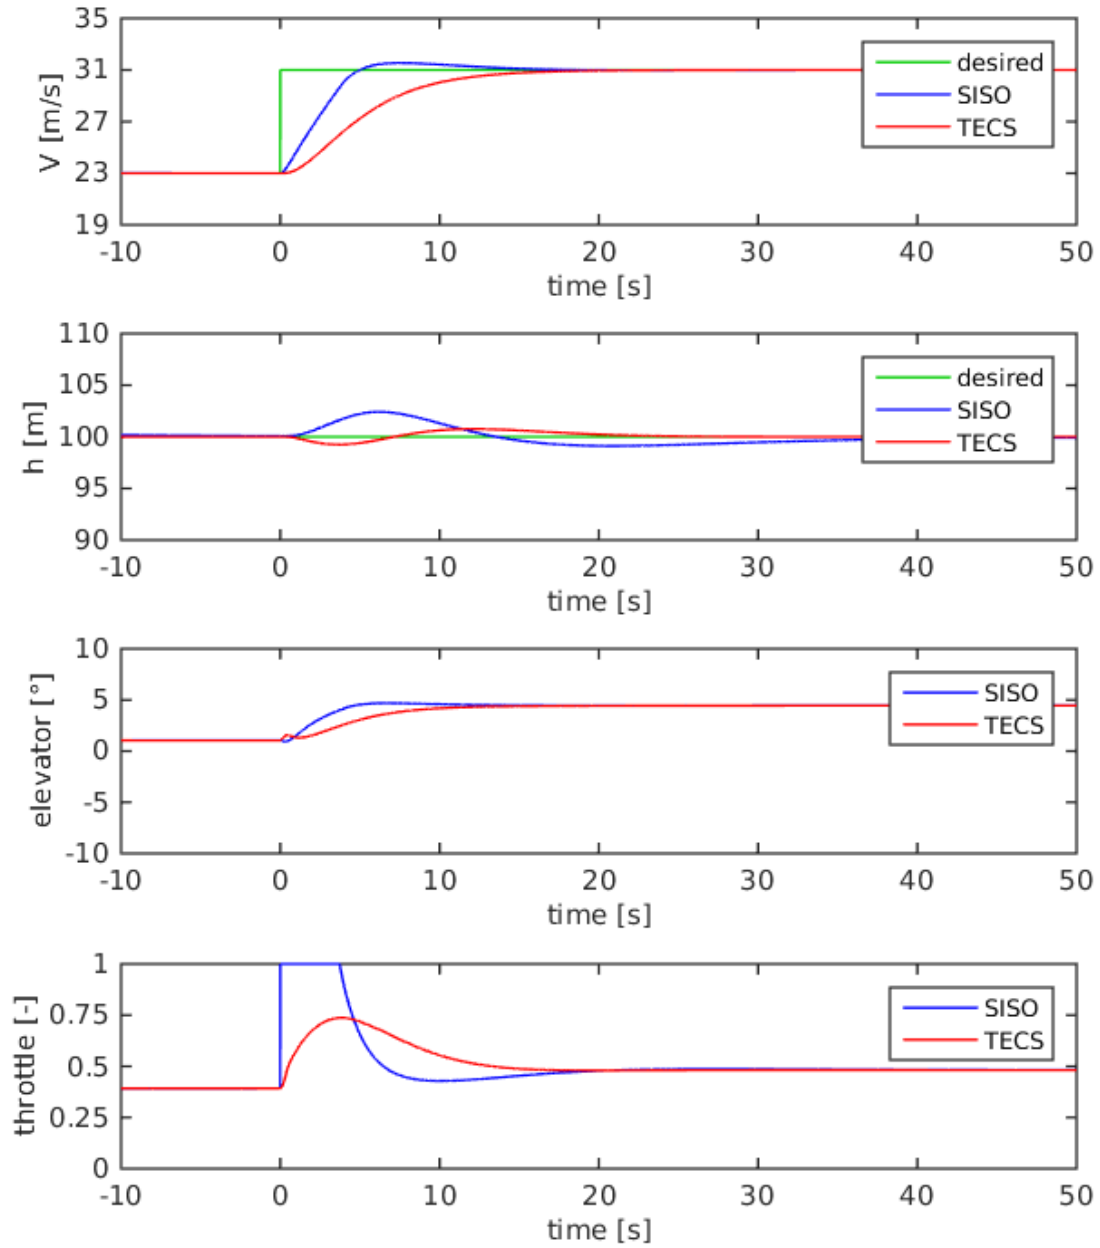 35
31
27
23
19
V [m/s]
desired
SISO
TECS
-10 0 10 20 30 40 50
time [s]
110
105
100
95
90
h [m]
desired
SISO
TECS
-10 0 10 20 30 40 50
time [s]
10
5
0
-5
-10
elevator [°]
SISO
TECS
-10 0 10 20 30 40 50
time [s]
1
0.75
0.5
0.25
0
throttle [-]
SISO
TECS
-10 0 10 20 30 40 50
time [s]